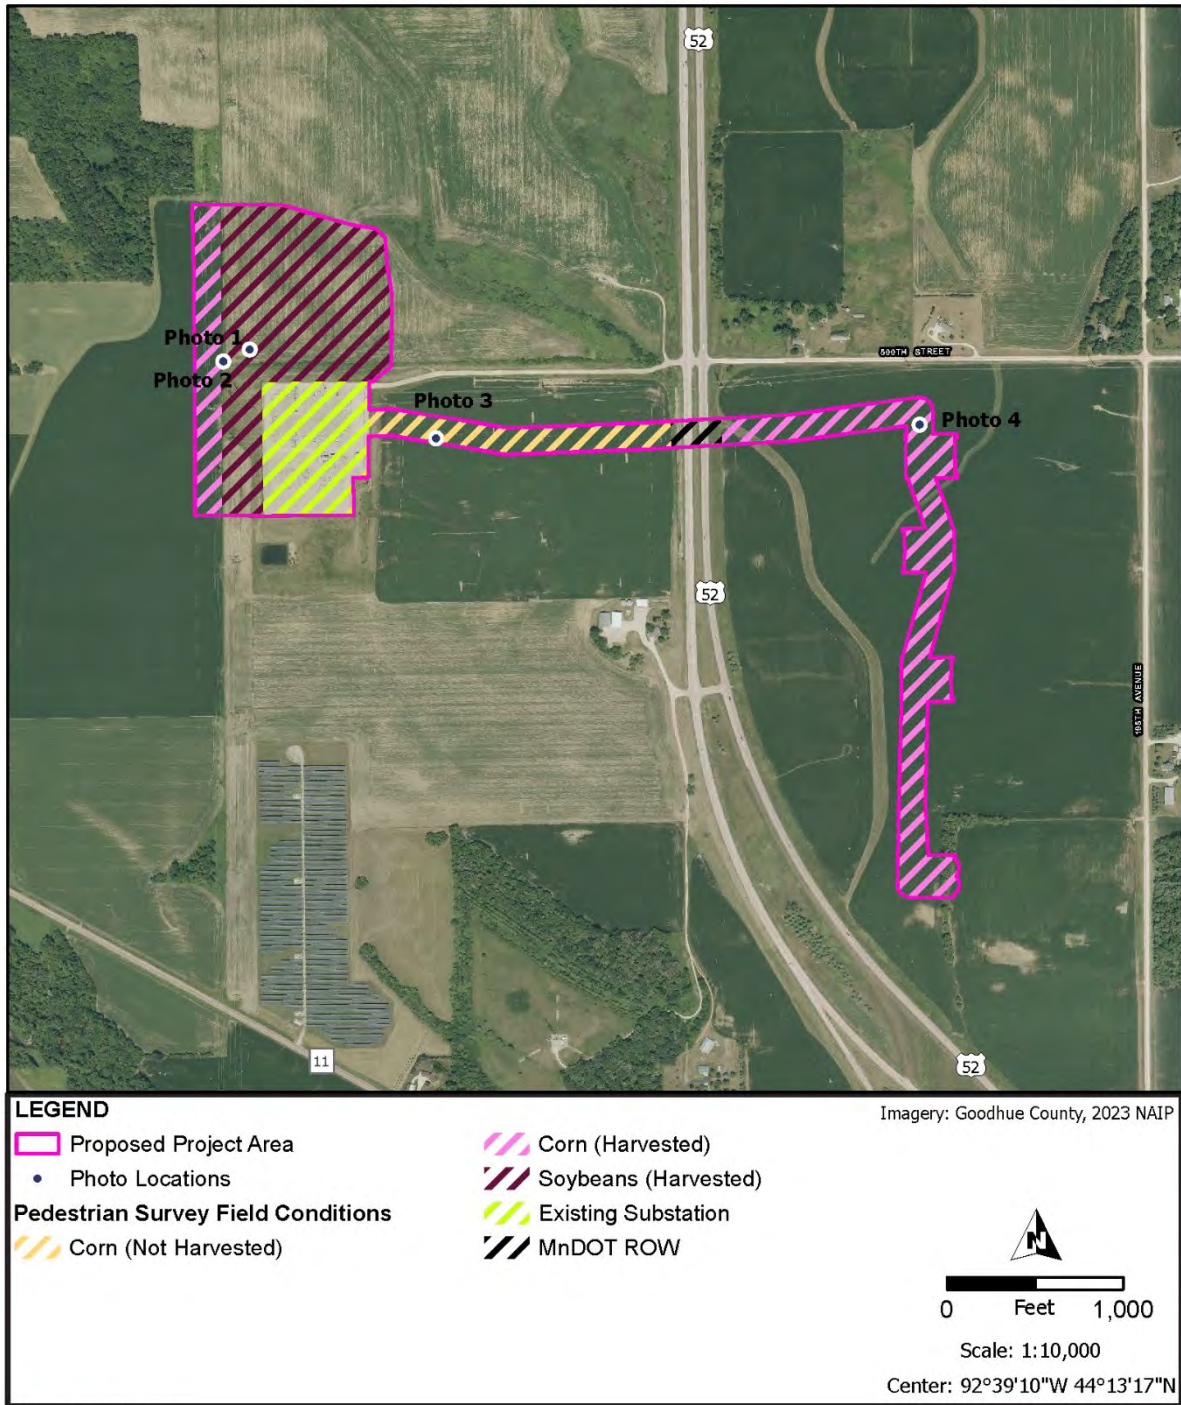 52
Photo 1
Photo 2
500TH STREET
Photo 3
Photo 4
52
195TH AVENUE
11
52
LEGEND
Imagery: Goodhue County, 2023 NAIP
Proposed Project Area
Photo Locations
Pedestrian Survey Field Conditions
Corn (Not Harvested)
Corn (Harvested)
Soybeans (Harvested)
Existing Substation
MnDOT ROW
N
0 Feet 1,000
Scale: 1:10,000
Center: 92°39'10"W 44°13'17"N